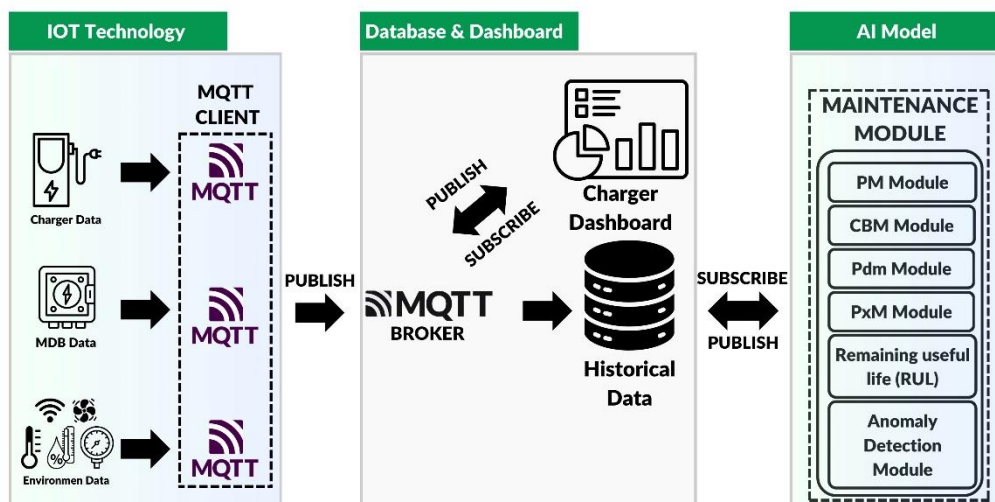 IOT Technology
MQTT
CLIENT
Charger Data
MQTT
MDB Data
MQTT
%
Environmen Data
MQTT
PUBLISH
Database & Dashboard
PUBLISH
SUBSCRIBE
Charger
Dashboard
MQTT
BROKER
Historical
Data
SUBSCRIBE
PUBLISH
AI Model
MAINTENANCE
MODULE
PM Module
CBM Module
Pdm Module
PxM Module
Remaining useful
life (RUL)
Anomaly
Detection
Module